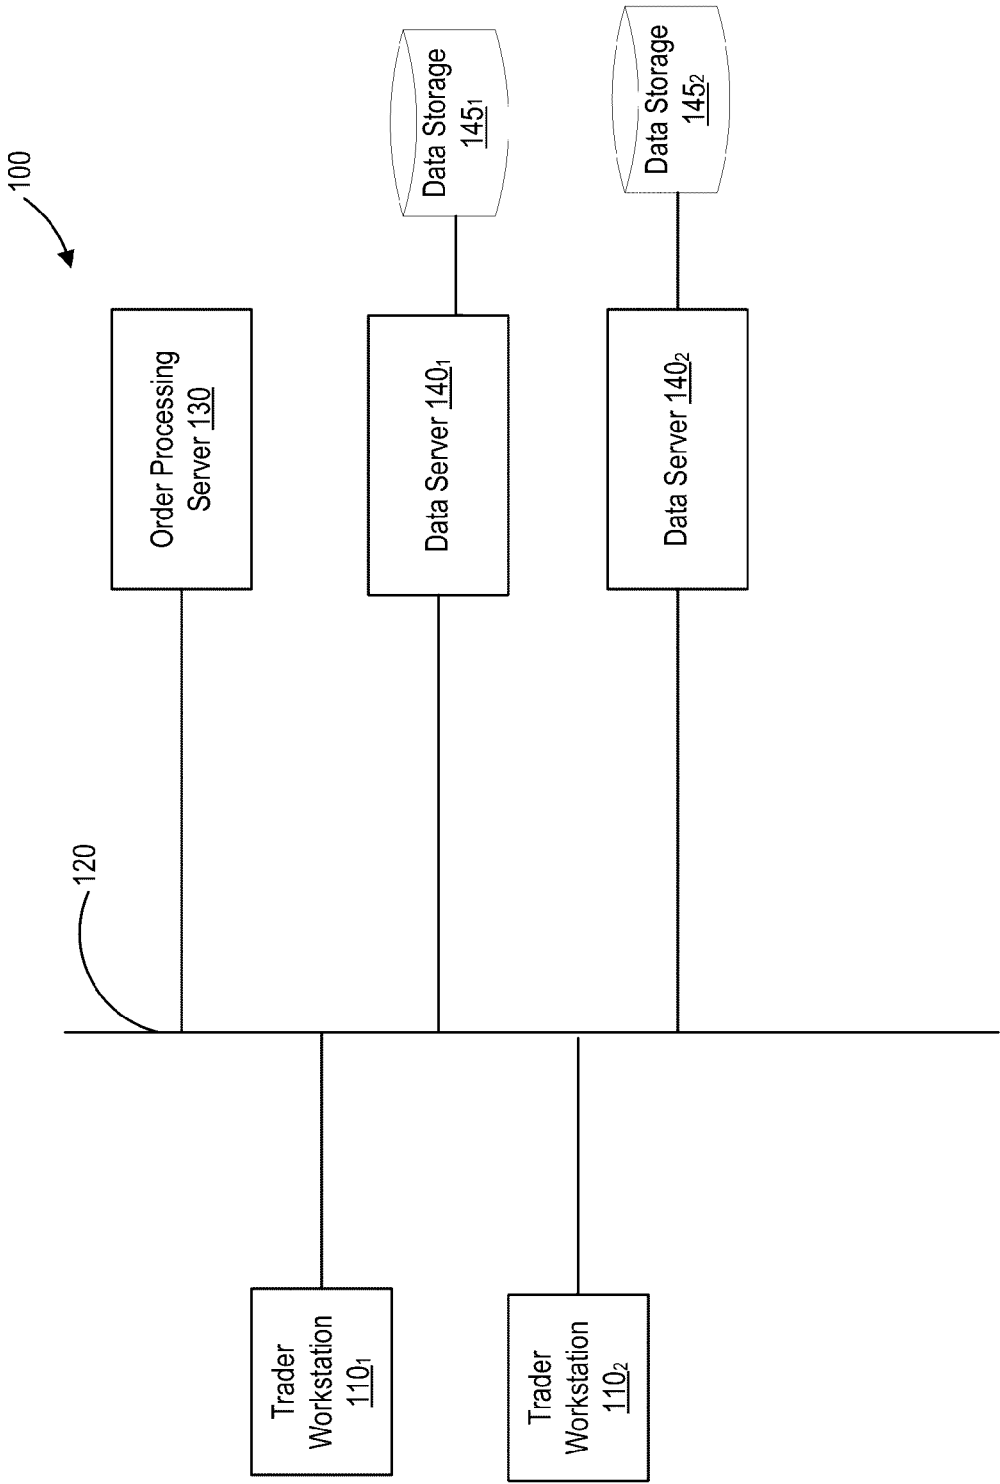 100
120
Order Processing
Server 130
Data Server 140₁
Data Storage
145₁
Data Server 140₂
Data Storage
145₂
Trader
Workstation
110₁
Trader
Workstation
110₂